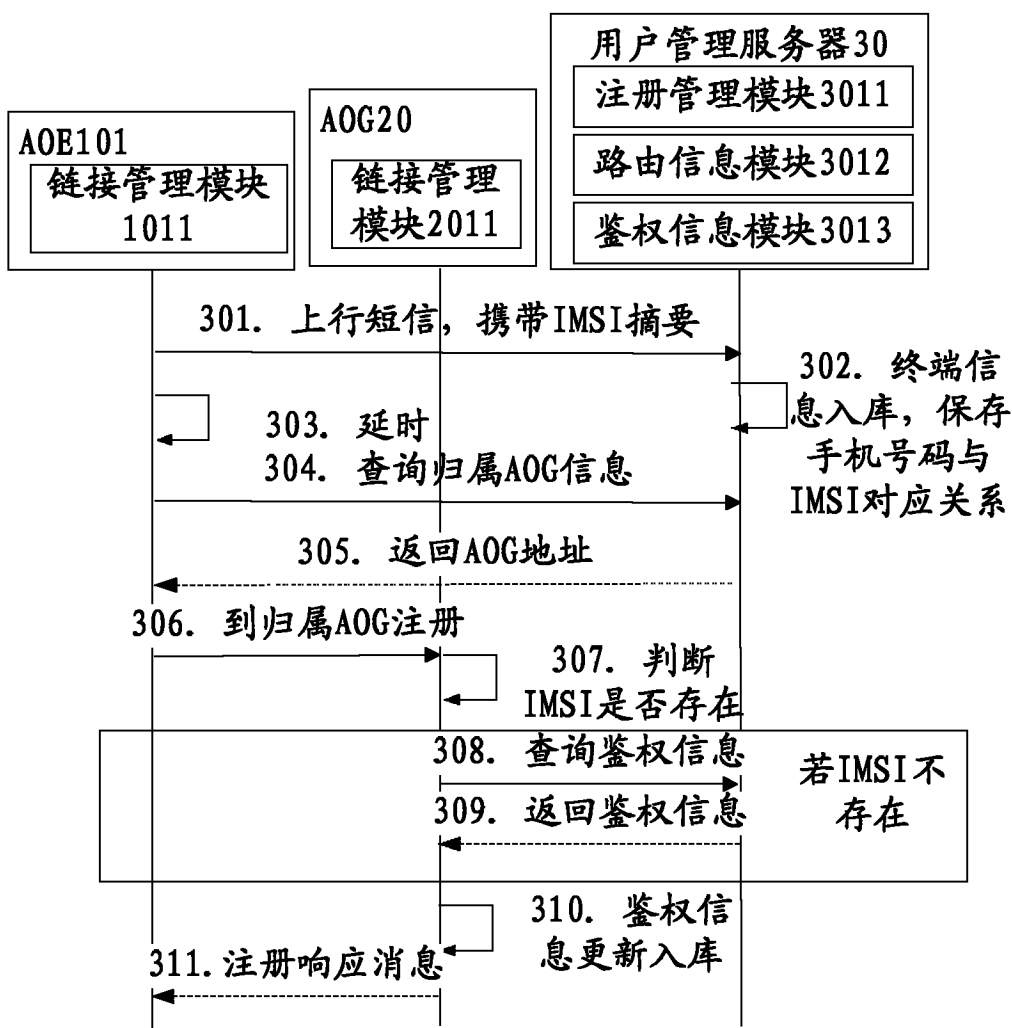 用户管理服务器30
注册管理模块3011
路由信息模块3012
鉴权信息模块3013
AOG20
链接管理
模块2011
AOE101
链接管理模块
1011
301. 上行短信，携带IMSI摘要
302. 终端信
息入库，保存
手机号码与
IMSI对应关系
303. 延时
304. 查询归属AOG信息
305. 返回AOG地址
306. 到归属AOG注册
307. 判断
IMSI是否存在
308. 查询鉴权信息
若IMSI不
存在
309. 返回鉴权信息
310. 鉴权信
息更新入库
311.注册响应消息